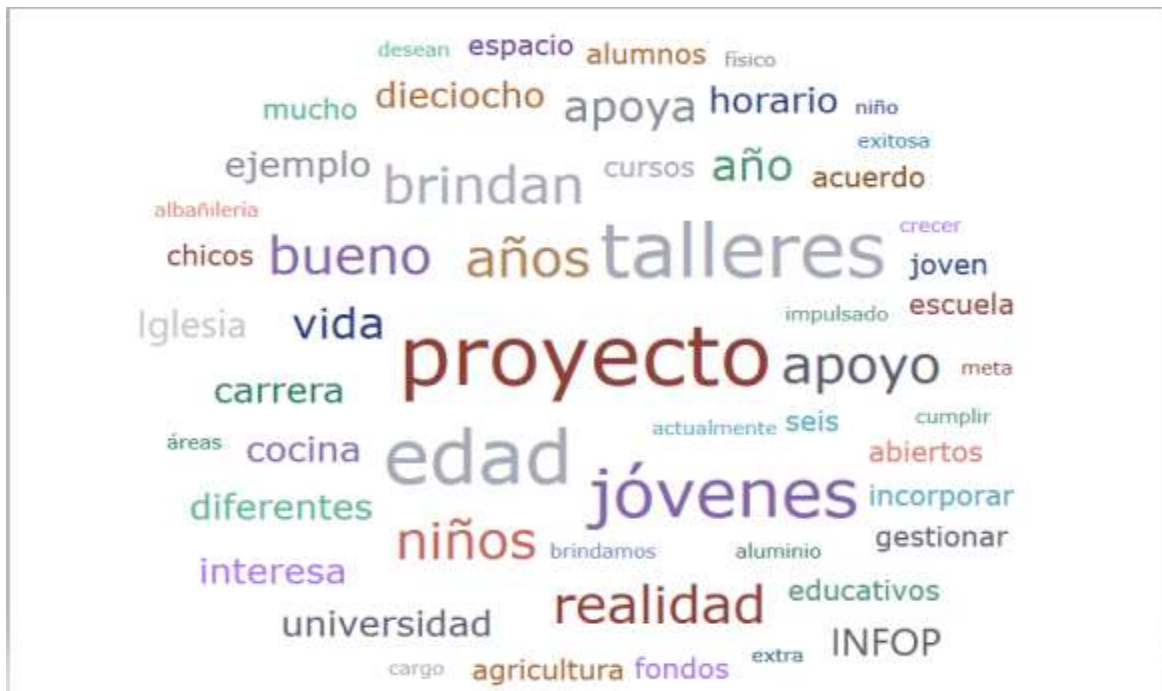 desean espacio alumnos físico
mucho dieciocho apoya horario niño
exitosa
ejemplo brindan cursos año acuerdo
albañilería
crecer
chicos bueno años talleres joven
Iglesia vida impulsado escuela
proyecto apoyo meta
carrera
actualmente seis cumplir
áreas cocina edad abiertos
diferentes jóvenes incorporar
niños brindamos aluminio gestionar
interesa
universidad realidad educativos
INFOP
cargo agricultura fondos extra